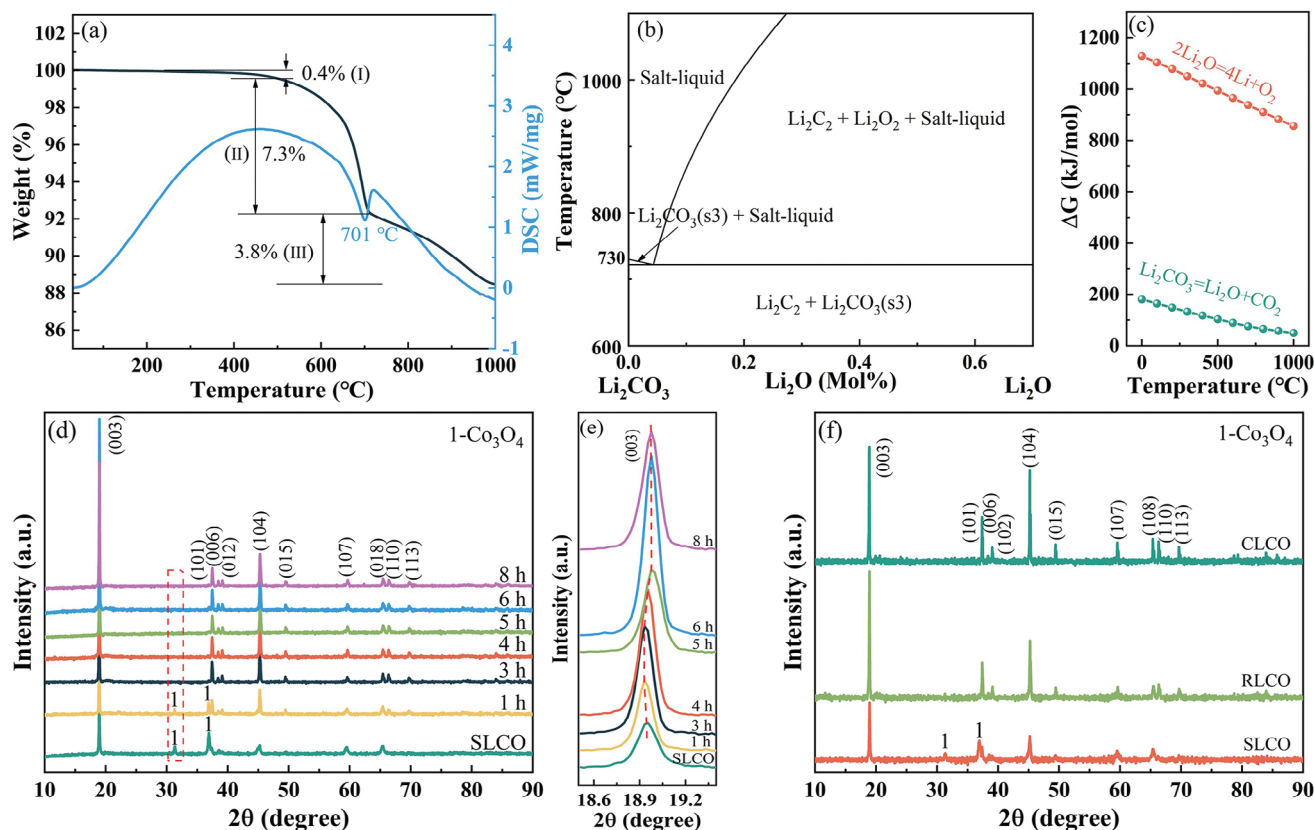 (a)
102
100
98
96
94
92
90
88
86
Weight (%)
0.4% (I)
(II)
7.3%
701 °C
3.8% (III)
4
3
2
1
0
-1
DSC (mW/mg)
200
400
600
800
1000
Temperature (°C)
(b)
1000
800
730
600
Temperature (°C)
Salt-liquid
Li₂C₂ + Li₂O₂ + Salt-liquid
Li₂CO₃(s3) + Salt-liquid
Li₂C₂ + Li₂CO₃(s3)
0.0
0.2
0.4
0.6
Li₂CO₃
Li₂O (Mol%)
Li₂O
(c)
1200
1000
800
600
400
200
0
ΔG (kJ/mol)
2Li₂O=4Li+O₂
Li₂CO₃=Li₂O+CO₂
0
500
1000
Temperature (°C)
(d)
1-Co₃O₄
(003)
(101)
(006)
(012)
(104)
(015)
(107)
(018)
(110)
(113)
8 h
6 h
5 h
4 h
3 h
1 h
SLCO
1
1
1
1
Intensity (a.u.)
10
20
30
40
50
60
70
80
90
2θ (degree)
(e)
(003)
8 h
6 h
5 h
4 h
3 h
1 h
SLCO
Intensity (a.u.)
18.6
18.9
19.2
2θ (degree)
(f)
1-Co₃O₄
(003)
(101)
(006)
(102)
(104)
(015)
(107)
(108)
(110)
(113)
CLCO
RLCO
SLCO
1
1
Intensity (a.u.)
10
20
30
40
50
60
70
80
90
2θ (degree)